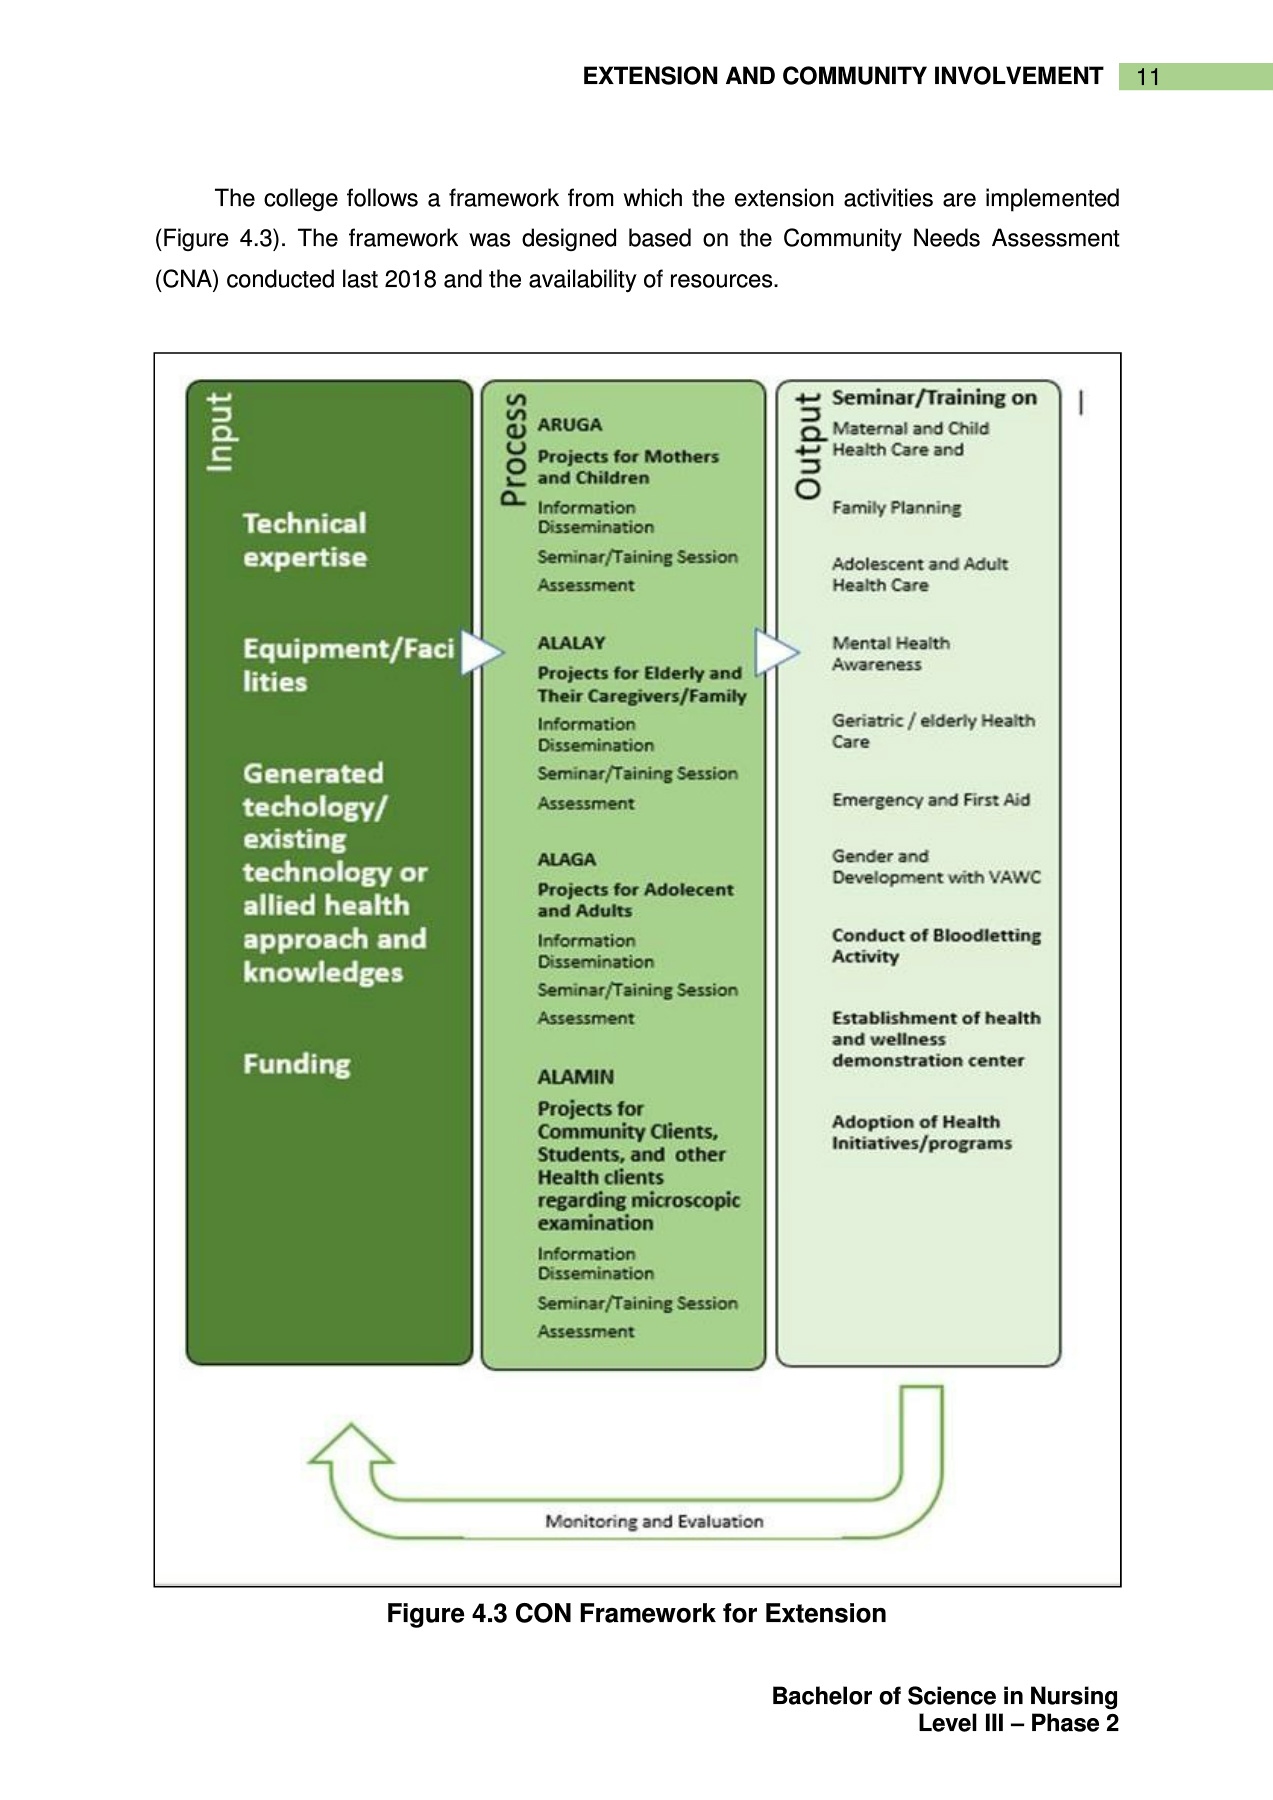 EXTENSION AND COMMUNITY INVOLVEMENT 11
The college follows a framework from which the extension activities are implemented
(Figure 4.3). The framework was designed based on the Community Needs Assessment
(CNA) conducted last 2018 and the availability of resources.
Input
Technical
expertise
Equipment/Faci
lities
Generated
techology/
existing
technology or
allied health
approach and
knowledges
Funding
Process
ARUGA
Projects for Mothers
and Children
Information
Dissemination
Seminar/Taining Session
Assessment
ALALAY
Projects for Elderly and
Their Caregivers/Family
Information
Dissemination
Seminar/Taining Session
Assessment
ALAGA
Projects for Adolecent
and Adults
Information
Dissemination
Seminar/Taining Session
Assessment
ALAMIN
Projects for
Community Clients,
Students, and other
Health clients
regarding microscopic
examination
Information
Dissemination
Seminar/Taining Session
Assessment
Output
Seminar/Training on
Maternal and Child
Health Care and
Family Planning
Adolescent and Adult
Health Care
Mental Health
Awareness
Geriatric / elderly Health
Care
Emergency and First Aid
Gender and
Development with VAWC
Conduct of Bloodletting
Activity
Establishment of health
and wellness
demonstration center
Adoption of Health
Initiatives/programs
Monitoring and Evaluation
Figure 4.3 CON Framework for Extension
Bachelor of Science in Nursing
Level III – Phase 2